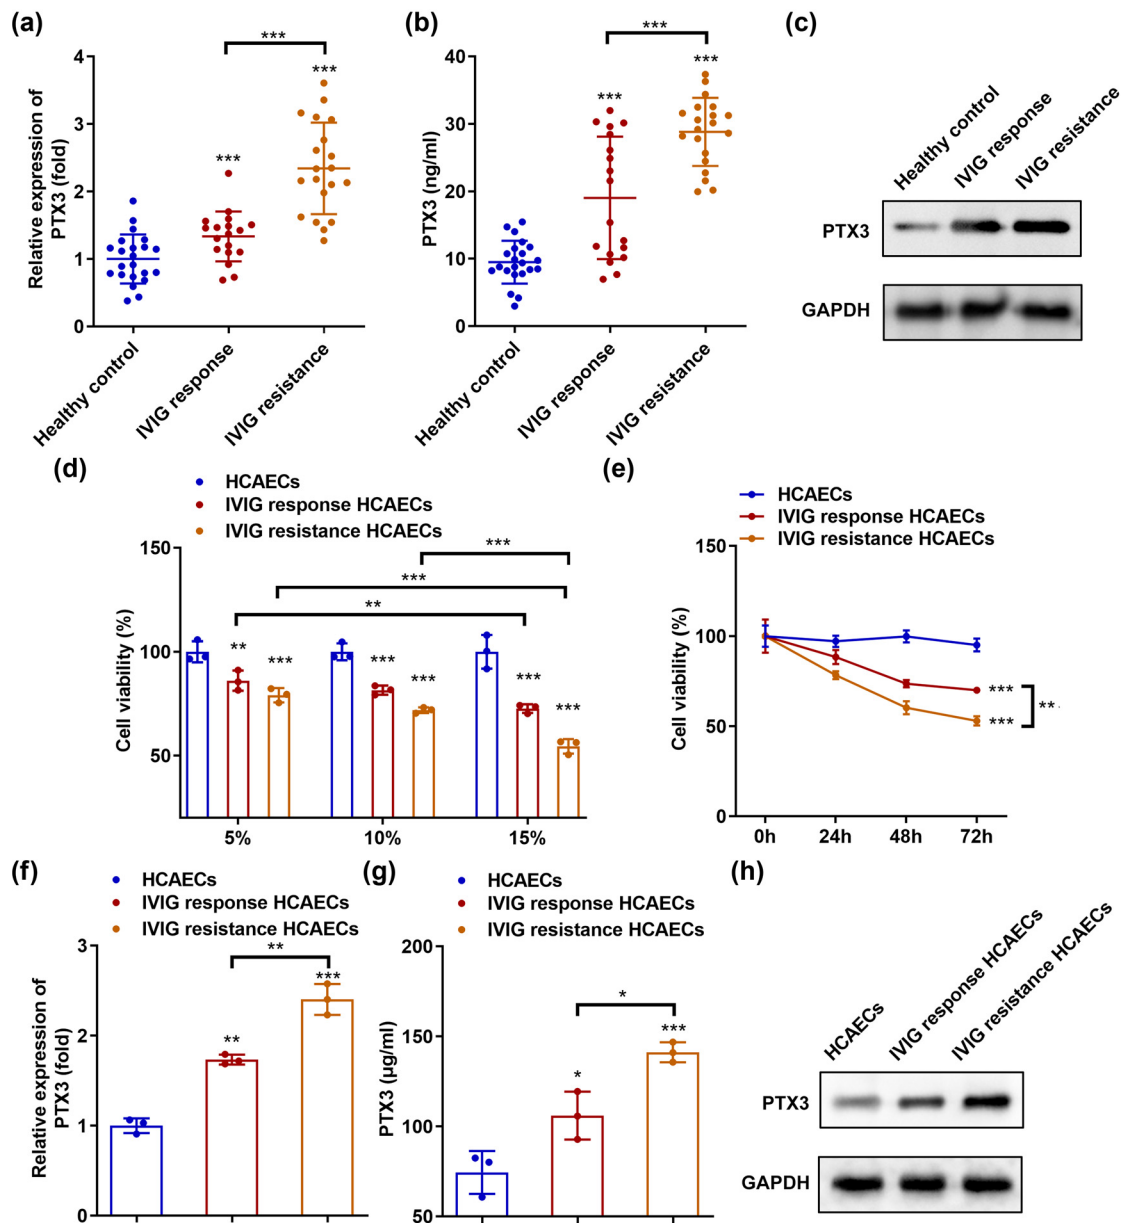 (a)
***
***
***
4
3
2
1
0
Relative expression of
PTX3 (fold)
Healthy control
IVIG response
IVIG resistance
(b)
***
***
***
40
30
20
10
0
PTX3 (ng/ml)
Healthy control
IVIG response
IVIG resistance
(c)
Healthy control
IVIG response
IVIG resistance
PTX3
GAPDH
(d)
HCAECs
IVIG response HCAECs
IVIG resistance HCAECs
150
100
50
Cell viability (%)
***
***
**
**
***
***
***
***
***
5%
10%
15%
(e)
HCAECs
IVIG response HCAECs
IVIG resistance HCAECs
150
100
50
0
Cell viability (%)
***
***
**
0h
24h
48h
72h
(f)
HCAECs
IVIG response HCAECs
IVIG resistance HCAECs
3
2
1
0
Relative expression of
PTX3 (fold)
**
***
**
(g)
HCAECs
IVIG response HCAECs
IVIG resistance HCAECs
200
150
100
50
PTX3 (µg/ml)
*
***
*
(h)
HCAECs
IVIG response HCAECs
IVIG resistance HCAECs
PTX3
GAPDH